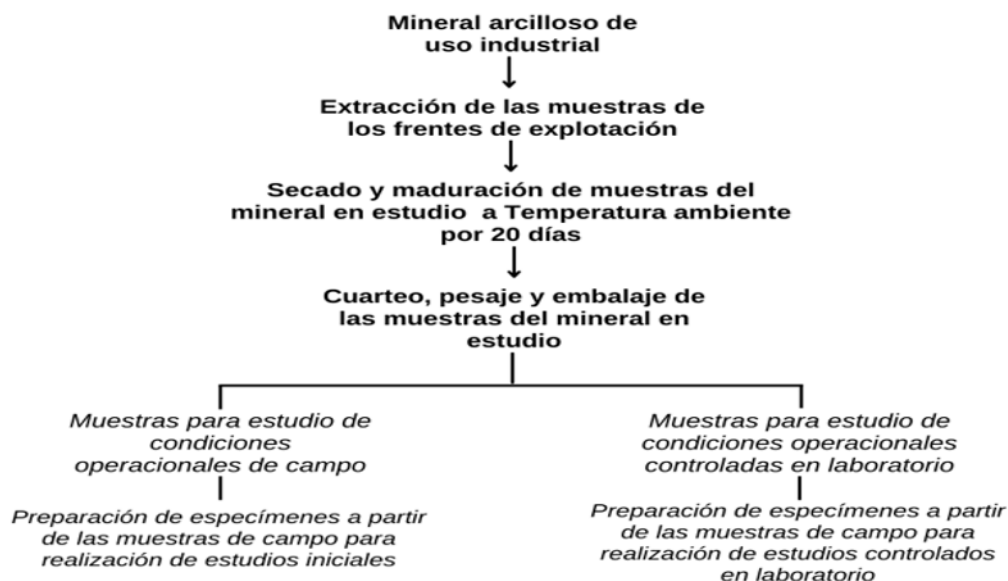 Mineral arcilloso de
uso industrial
Extracción de las muestras de
los frentes de explotación
Secado y maduración de muestras del
mineral en estudio a Temperatura ambiente
por 20 días
Cuarteo, pesaje y embalaje de
las muestras del mineral en
estudio
Muestras para estudio de
condiciones
operacionales de campo
Preparación de especímenes a partir
de las muestras de campo para
realización de estudios iniciales
Muestras para estudio de
condiciones operacionales
controladas en laboratorio
Preparación de especímenes a partir
de las muestras de campo para
realización de estudios controlados
en laboratorio